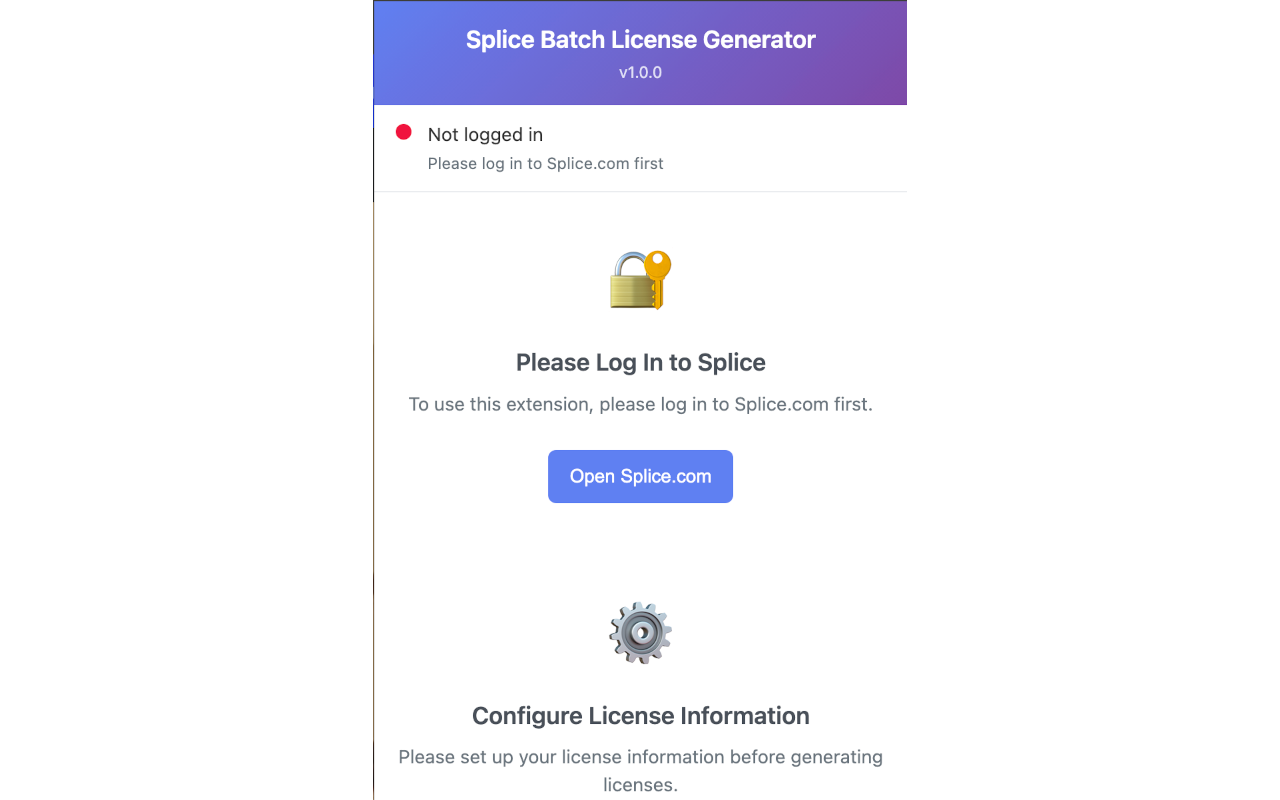 Splice Batch License Generator
v1.0.0
Not logged in
Please log in to Splice.com first
Please Log In to Splice
To use this extension, please log in to Splice.com first.
Open Splice.com
Configure License Information
Please set up your license information before generating
licenses.